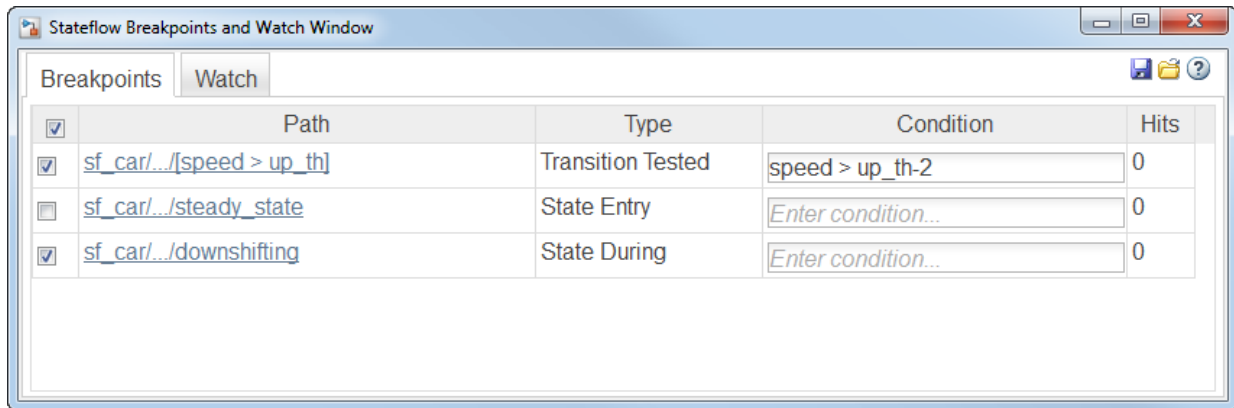 Stateflow Breakpoints and Watch Window
Breakpoints Watch
Path Type Condition Hits
sf_car/.../[speed > up_th] Transition Tested speed > up_th-2 0
sf_car/.../steady_state State Entry Enter condition... 0
sf_car/.../downshifting State During Enter condition... 0